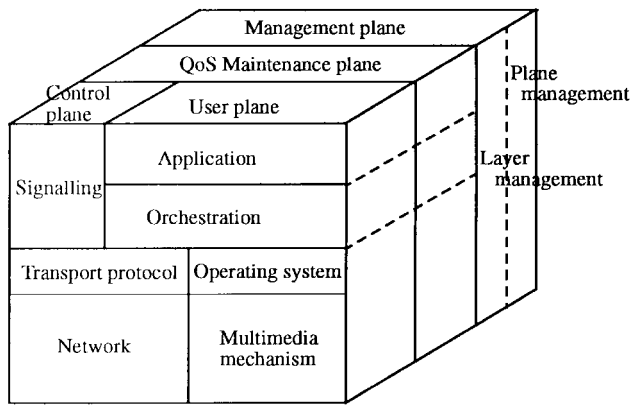 Management plane
QoS Maintenance plane
Control
plane
User plane
Plane
management
Application
Layer
management
Signalling
Orchestration
Transport protocol
Operating system
Network
Multimedia
mechanism